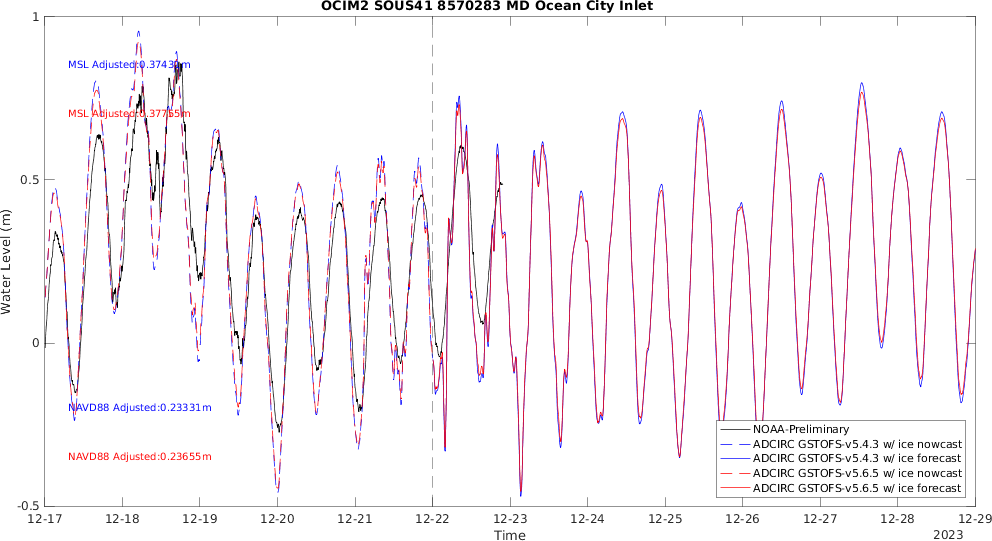 OCIM2 SOUS41 8570283 MD Ocean City Inlet
1
MSL Adjusted:0.3743 m
MSL Adjusted:0.37755m
0.5
Water Level (m)
0
NAVD88 Adjusted:0.23331m
NAVD88 Adjusted:0.23655m
NOAA-Preliminary
ADCIRC GSTOFS-v5.4.3 w/ ice nowcast
ADCIRC GSTOFS-v5.4.3 w/ ice forecast
ADCIRC GSTOFS-v5.6.5 w/ ice nowcast
ADCIRC GSTOFS-v5.6.5 w/ ice forecast
-0.5
12-17 12-18 12-19 12-20 12-21 12-22 12-23 12-24 12-25 12-26 12-27 12-28 12-29
Time
2023